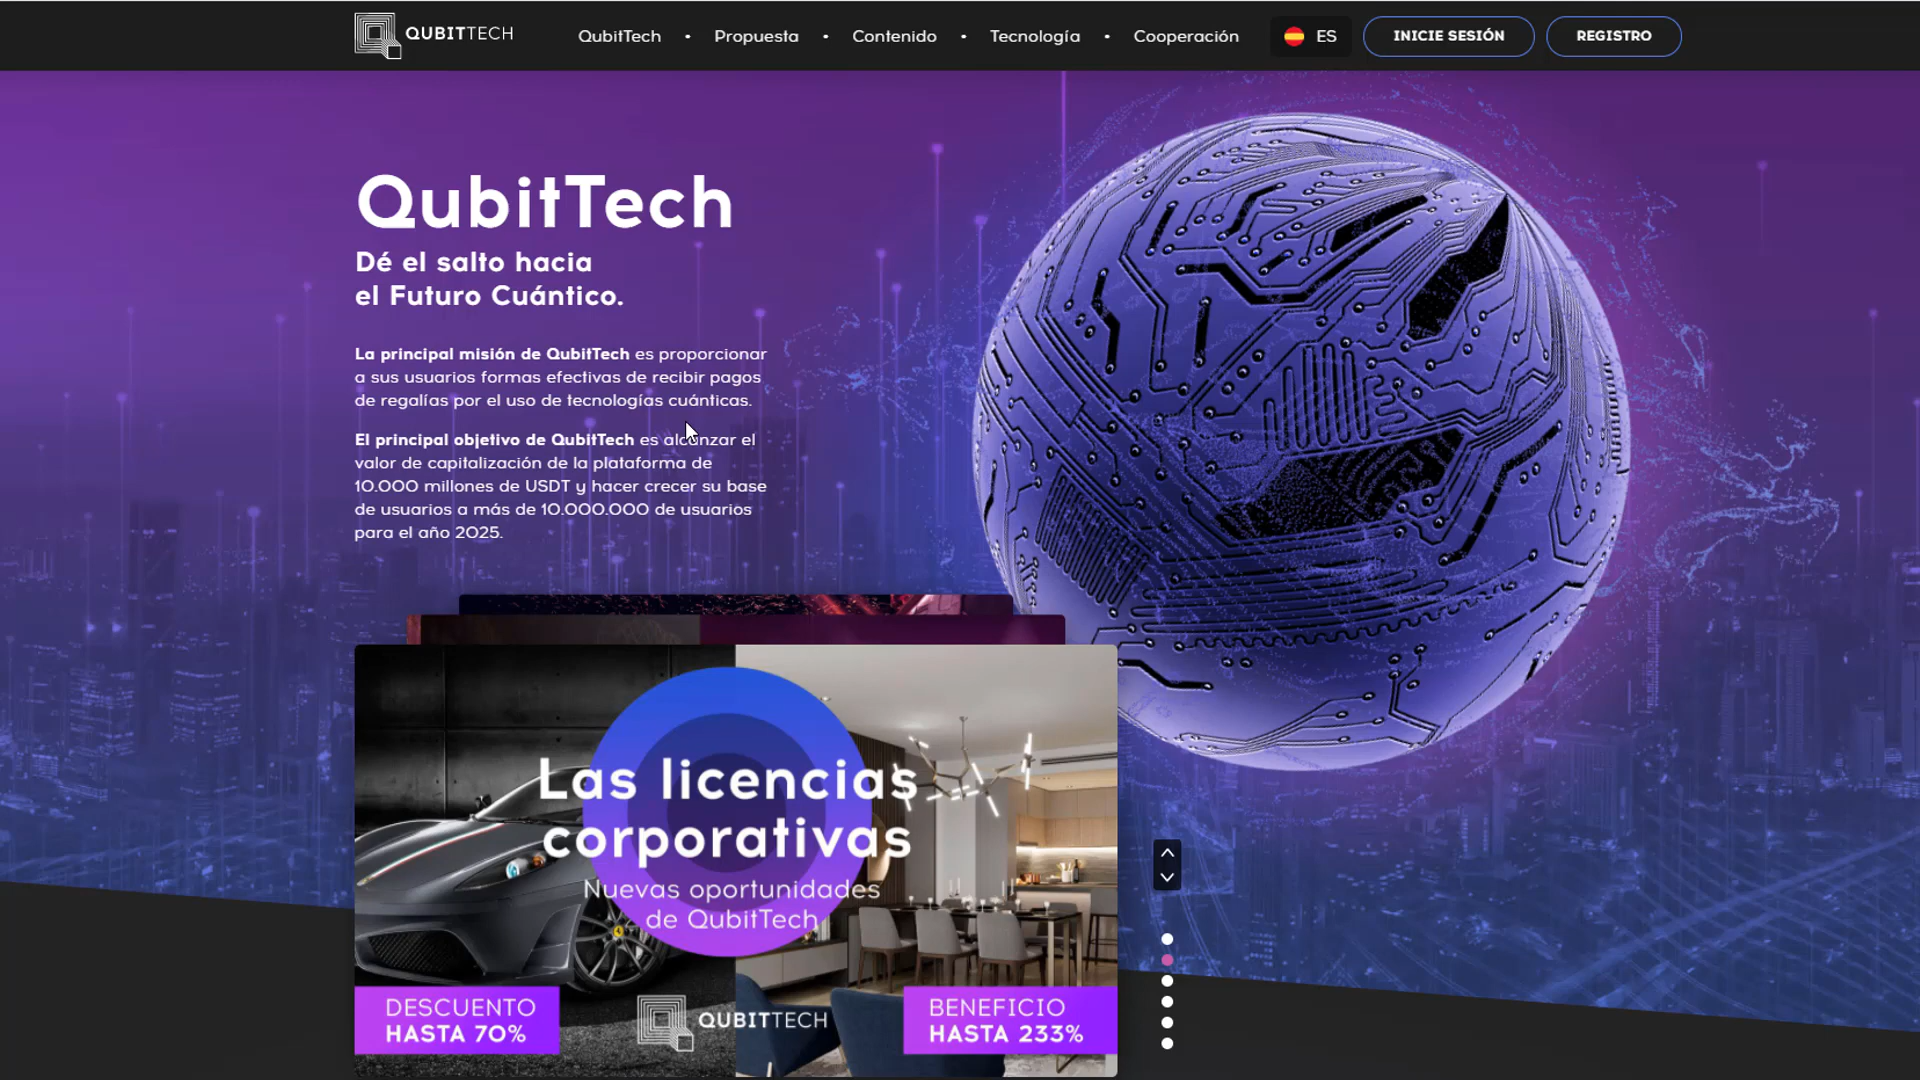 QUBITTECH
QubitTech • Propuesta • Contenido • Tecnología • Cooperación
ES
INICIE SESIÓN
REGISTRO
QubitTech
Dé el salto hacia
el Futuro Cuántico.
La principal misión de QubitTech es proporcionar
a sus usuarios formas efectivas de recibir pagos
de regalías por el uso de tecnologías cuánticas.
El principal objetivo de QubitTech es alcanzar el
valor de capitalización de la plataforma de
10.000 millones de USDT y hacer crecer su base
de usuarios a más de 10.000.000 de usuarios
para el año 2025.
Las licencias
corporativas
Nuevas oportunidades
de QubitTech
DESCUENTO
HASTA 70%
QUBITTECH
BENEFICIO
HASTA 233%